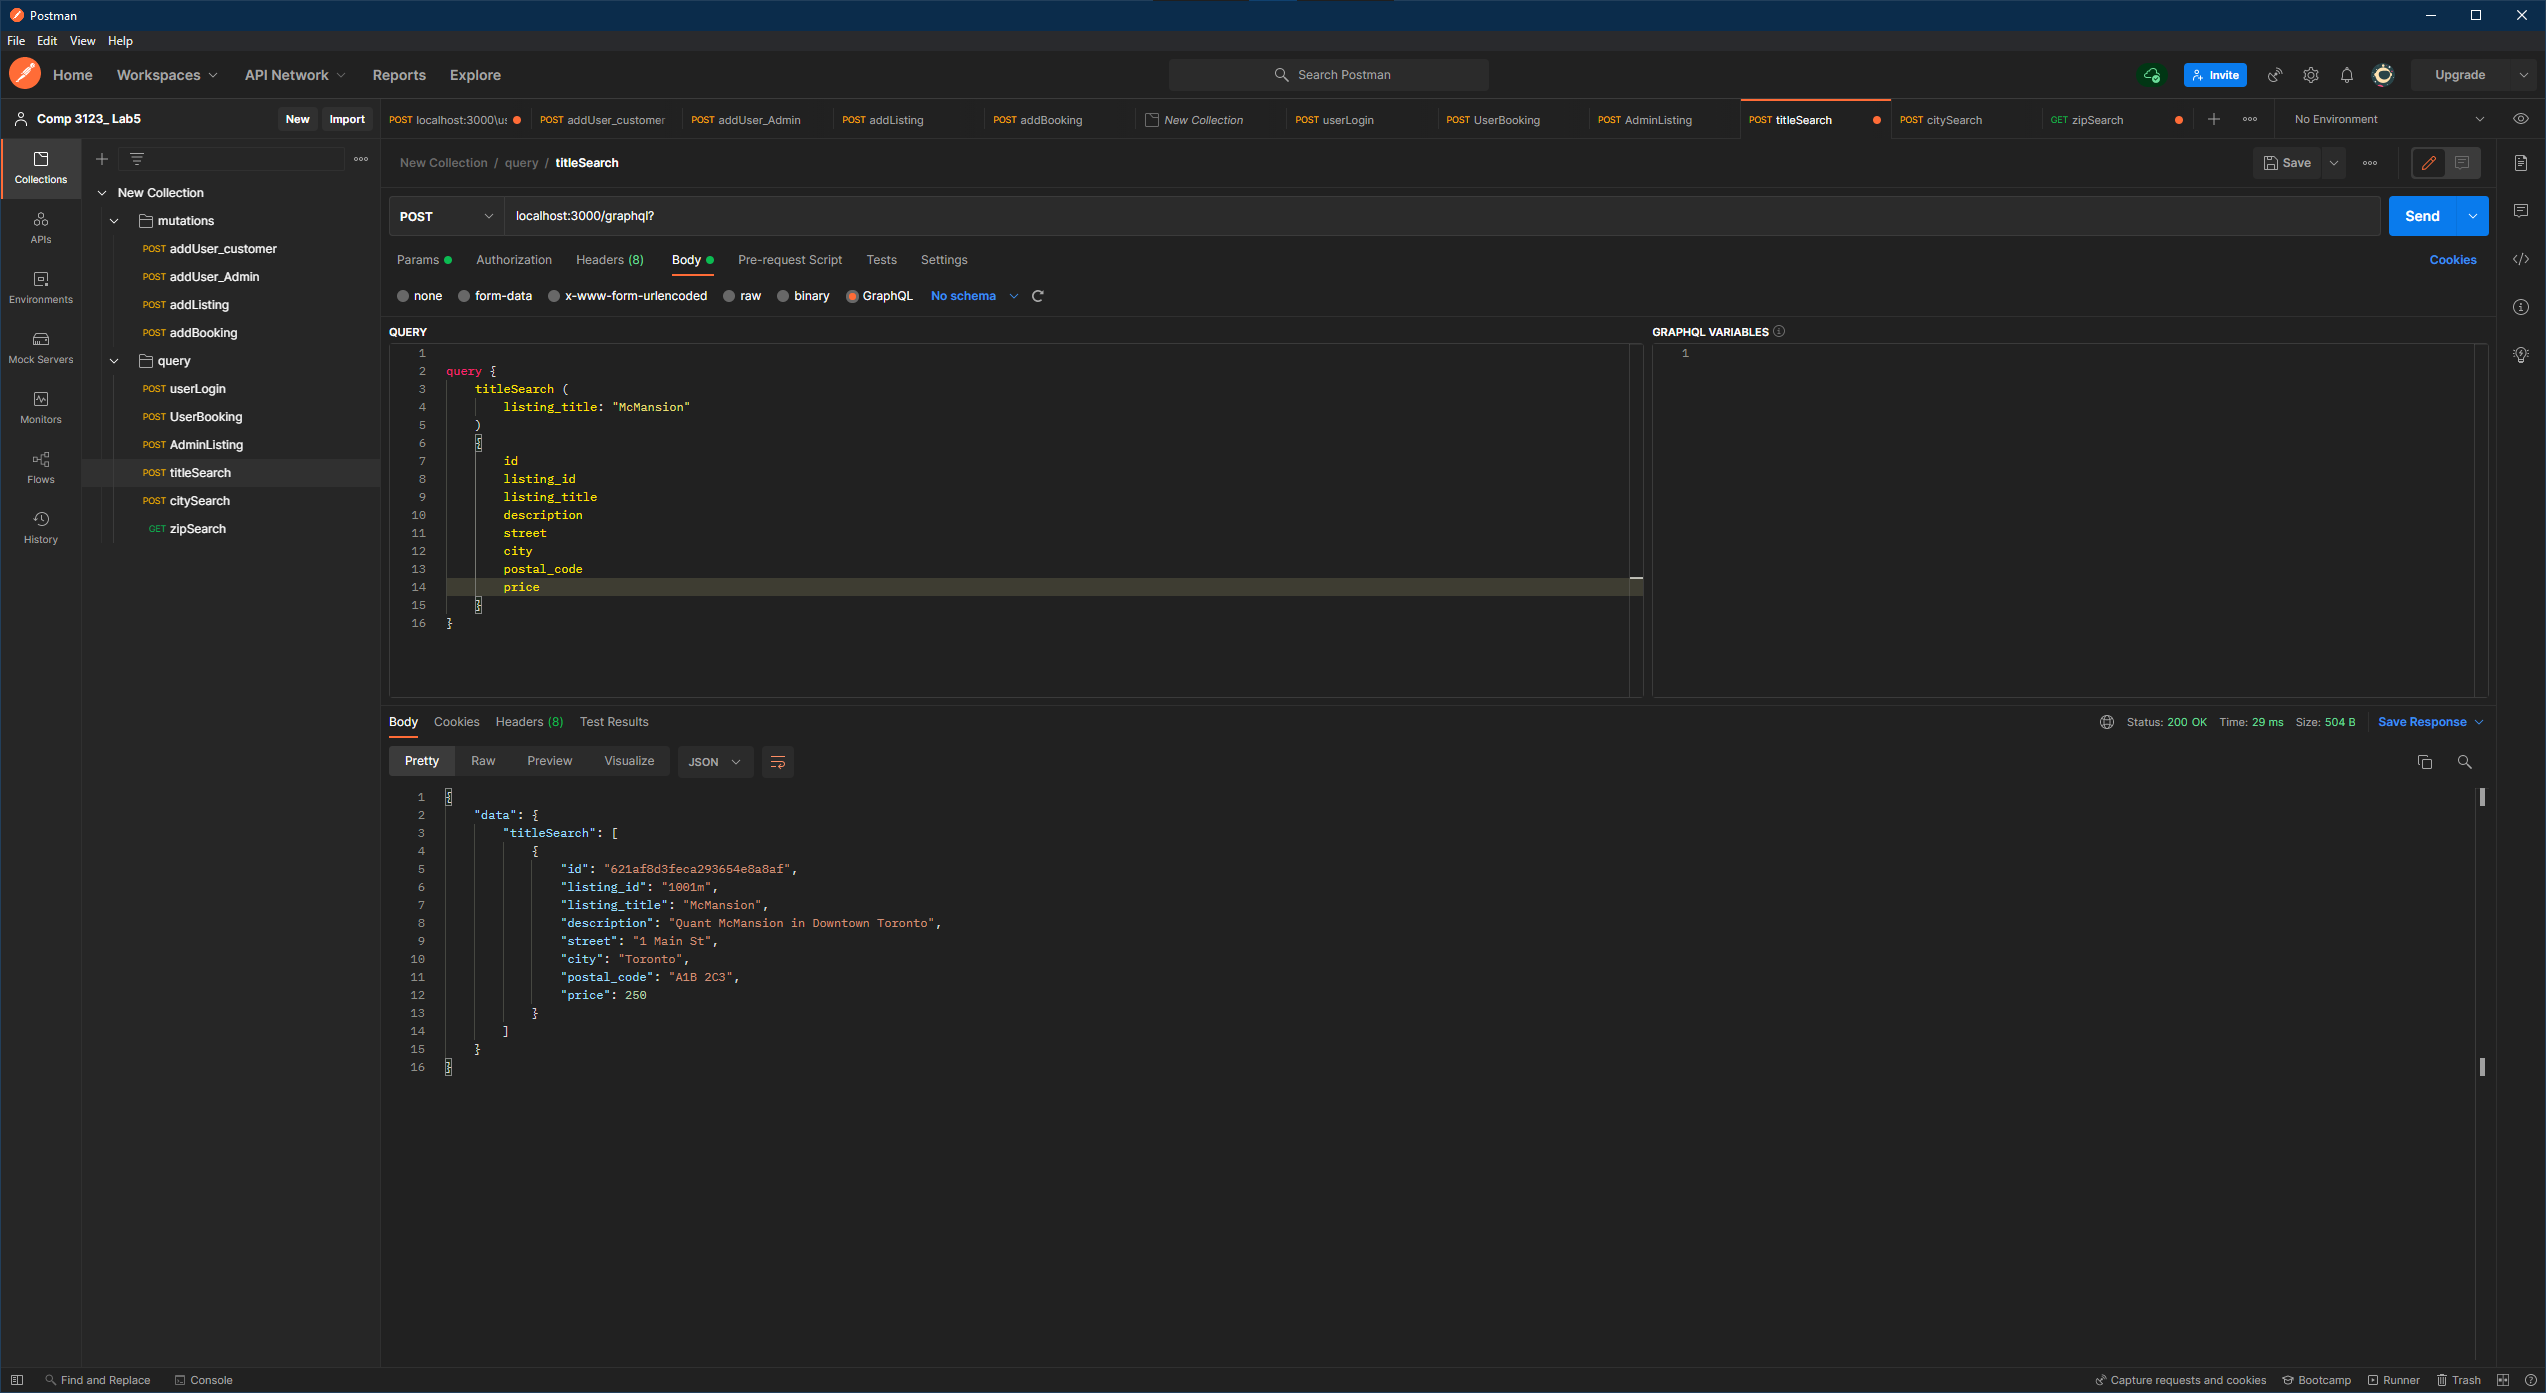 Postman
File Edit View Help
Home Workspaces API Network Reports Explore Search Postman Invite Upgrade
Comp 3123_ Lab5 New Import
POST localhost:3000\us POST addUser_customer POST addUser_Admin POST addListing POST addBooking New Collection POST userLogin POST UserBooking POST AdminListing POST titleSearch POST citySearch GET zipSearch No Environment
Collections
APIs
Environments
Mock Servers
Monitors
Flows
History
New Collection
mutations
POST addUser_customer
POST addUser_Admin
POST addListing
POST addBooking
query
POST userLogin
POST UserBooking
POST AdminListing
POST titleSearch
POST citySearch
GET zipSearch
New Collection / query / titleSearch Save
POST localhost:3000/graphql? Send
Params Authorization Headers (8) Body Pre-request Script Tests Settings Cookies
none form-data x-www-form-urlencoded raw binary GraphQL No schema
QUERY
1
2 query {
3 titleSearch (
4 listing_title: "McMansion"
5 )
6 {
7 id
8 listing_id
9 listing_title
10 description
11 street
12 city
13 postal_code
14 price
15 }
16 }
GRAPHQL VARIABLES
1
Body Cookies Headers (8) Test Results Status: 200 OK Time: 29 ms Size: 504 B Save Response
Pretty Raw Preview Visualize JSON
1 {
2 "data": {
3 "titleSearch": [
4 {
5 "id": "621af8d3feca293654e8a8af",
6 "listing_id": "1001m",
7 "listing_title": "McMansion",
8 "description": "Quant McMansion in Downtown Toronto",
9 "street": "1 Main St",
10 "city": "Toronto",
11 "postal_code": "A1B 2C3",
12 "price": 250
13 }
14 ]
15 }
16 }
Find and Replace Console Capture requests and cookies Bootcamp Runner Trash